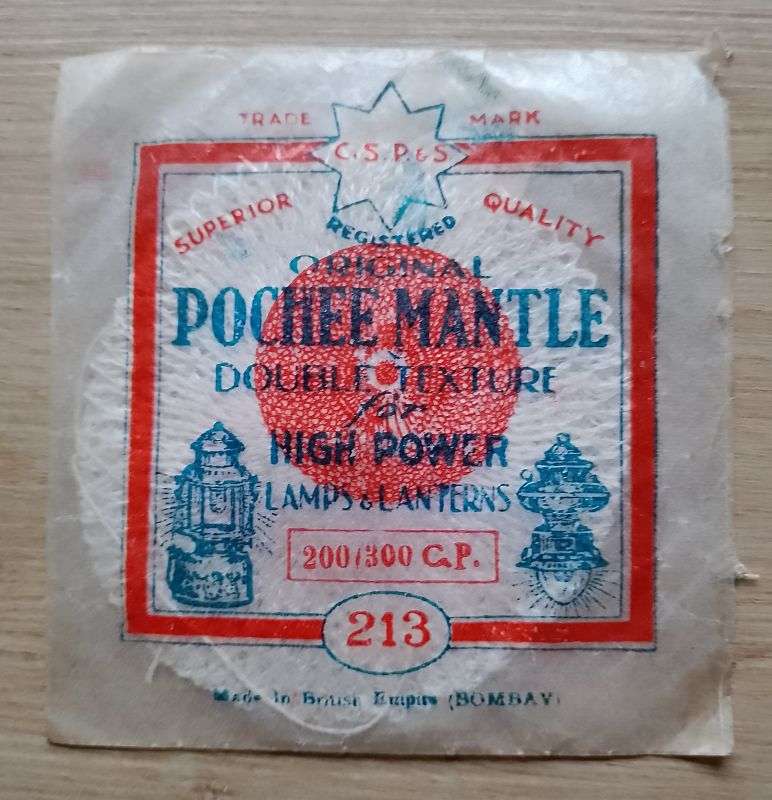 TRADE MARK
C.S.P.&S
SUPERIOR QUALITY
REGISTERED
ORIGINAL
POCHEE MANTLE
DOUBLE TEXTURE
for
HIGH POWER
LAMPS & LANTERNS
200/300 C.P.
213
Made In British Empire (BOMBAY)